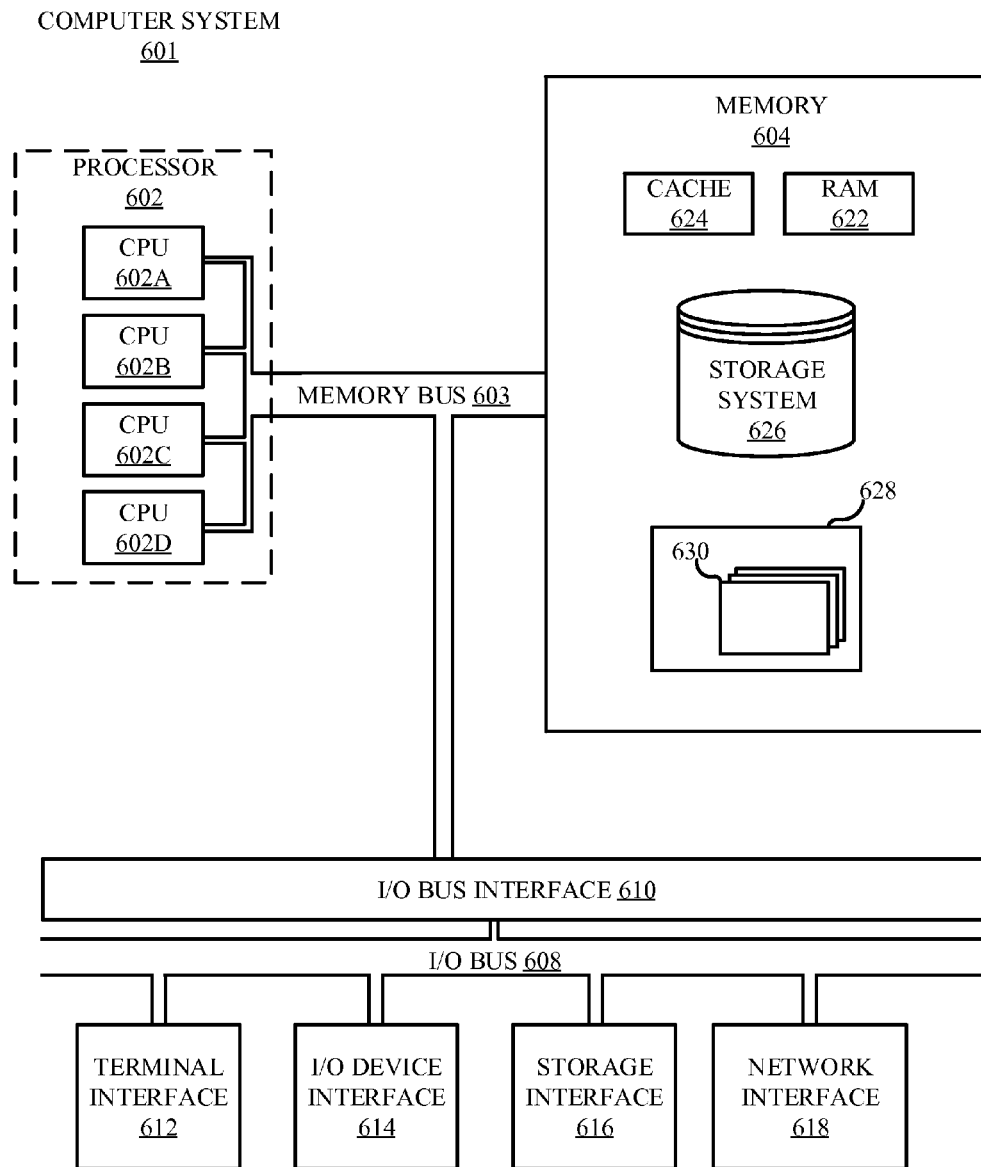 COMPUTER SYSTEM
601
PROCESSOR
602
CPU
602A
CPU
602B
CPU
602C
CPU
602D
MEMORY BUS 603
MEMORY
604
CACHE
624
RAM
622
STORAGE
SYSTEM
626
628
630
I/O BUS INTERFACE 610
I/O BUS 608
TERMINAL
INTERFACE
612
I/O DEVICE
INTERFACE
614
STORAGE
INTERFACE
616
NETWORK
INTERFACE
618